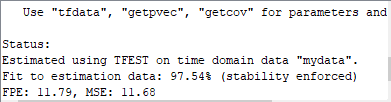 Use "tfdata", "getpvec", "getcov" for parameters and
Status:
Estimated using TFEST on time domain data "mydata".
Fit to estimation data: 97.54% (stability enforced)
FPE: 11.79, MSE: 11.68